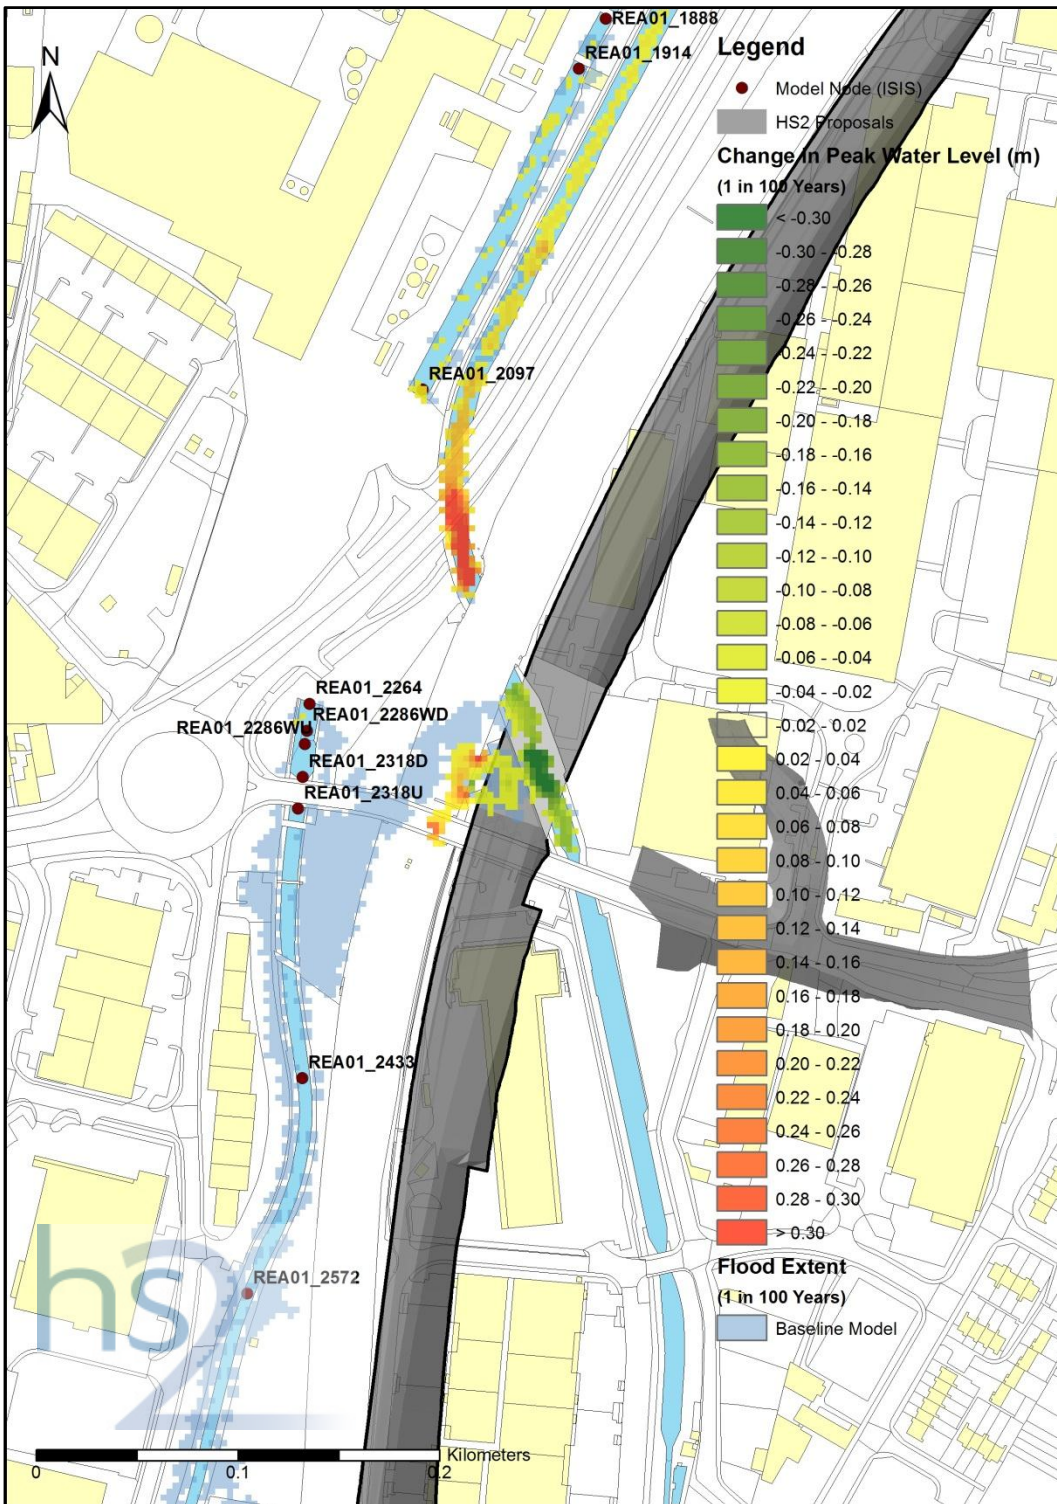 REA01_1888
Legend
N
REA01_1914
Model Node (ISIS)
HS2 Proposals
Change in Peak Water Level (m)
(1 in 100 Years)
< -0.30
-0.30 - -0.28
-0.28 - -0.26
-0.26 - -0.24
-0.24 - -0.22
-0.22 - -0.20
-0.20 - -0.18
-0.18 - -0.16
-0.16 - -0.14
-0.14 - -0.12
-0.12 - -0.10
-0.10 - -0.08
-0.08 - -0.06
-0.06 - -0.04
-0.04 - -0.02
-0.02 - 0.02
0.02 - 0.04
0.04 - 0.06
0.06 - 0.08
0.08 - 0.10
0.10 - 0.12
0.12 - 0.14
0.14 - 0.16
0.16 - 0.18
0.18 - 0.20
0.20 - 0.22
0.22 - 0.24
0.24 - 0.26
0.26 - 0.28
0.28 - 0.30
> 0.30
Flood Extent
(1 in 100 Years)
Baseline Model
REA01_2097
REA01_2264
REA01_2286WD
REA01_2286WU
REA01_2318D
REA01_2318U
REA01_2433
REA01_2572
hs2
Kilometers
0 0.1 0.2